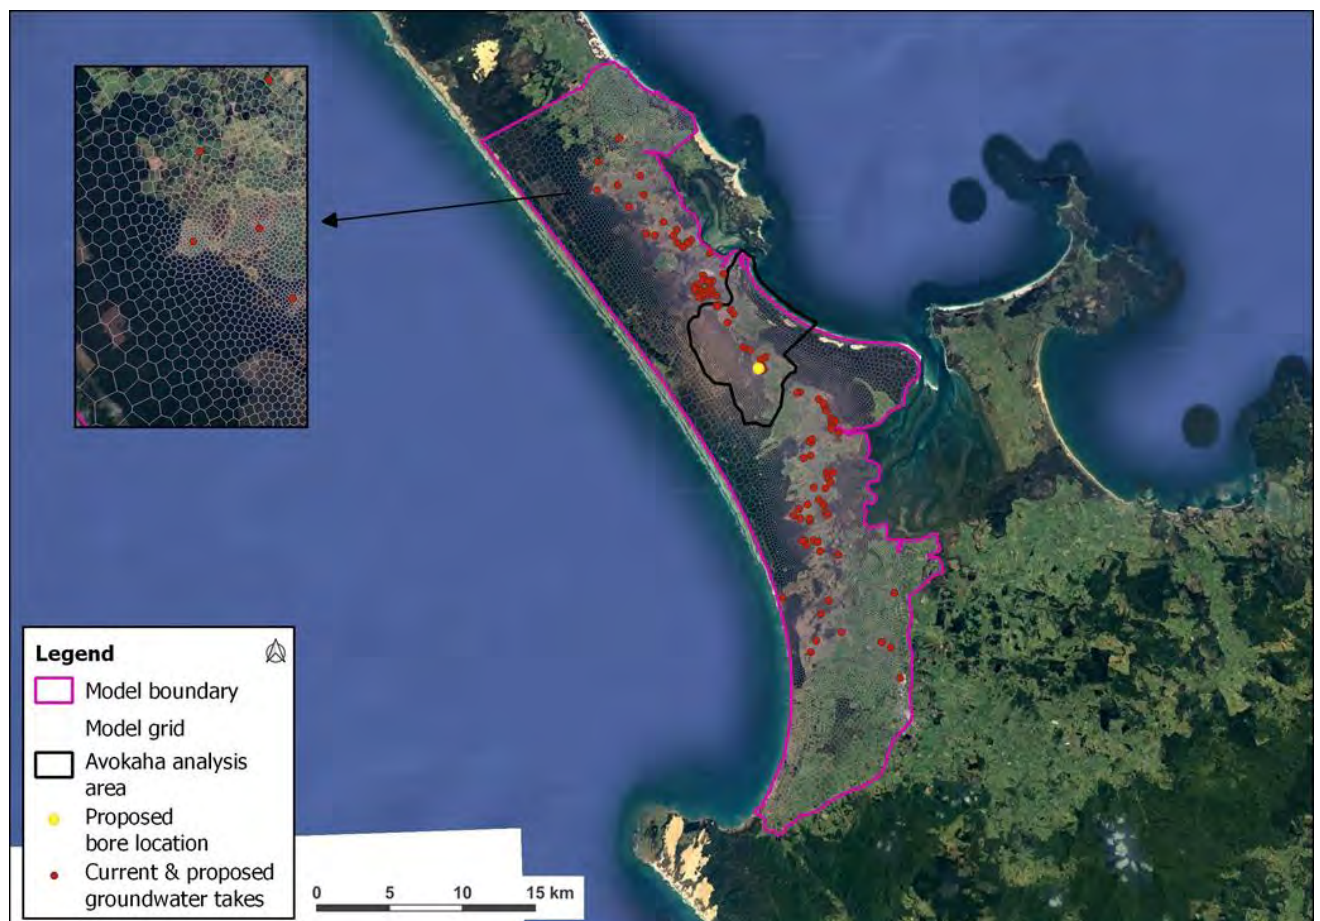 Legend
Model boundary
Model grid
Avokaha analysis
area
Proposed
bore location
Current & proposed
groundwater takes
0 5 10 15 km